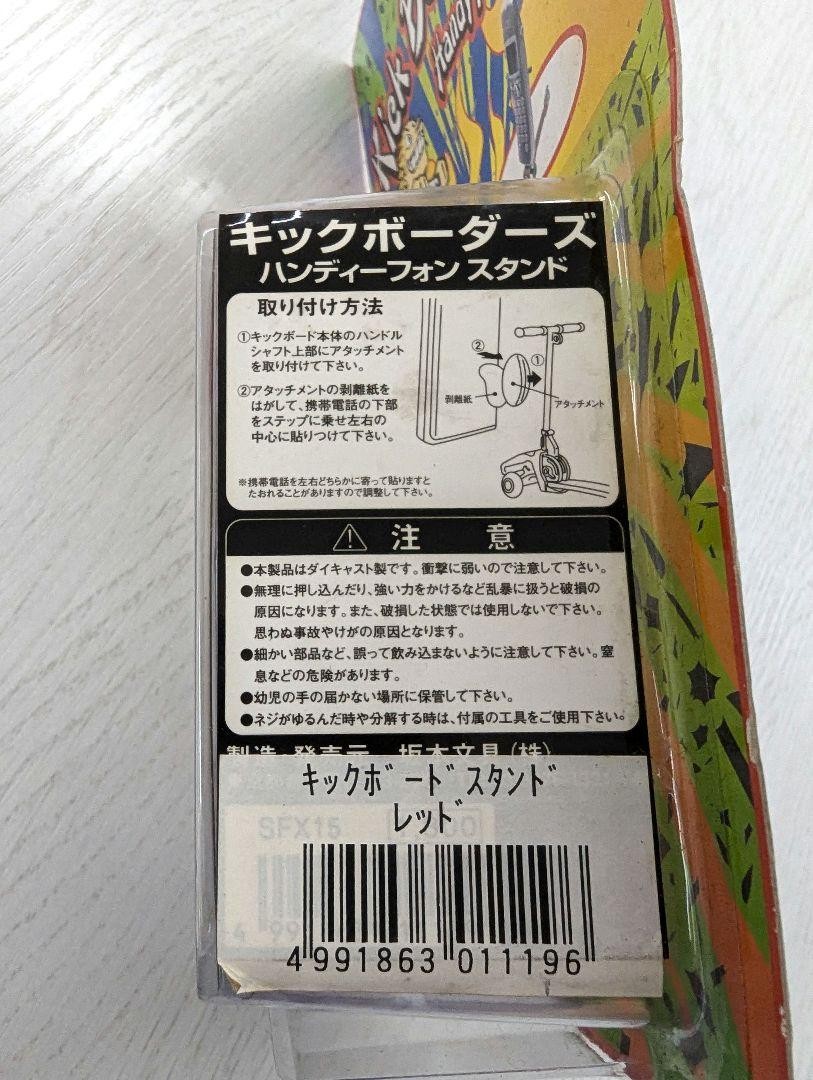 Kick
Handy
キックボーダーズ
ハンディーフォン スタンド
取り付け方法
①キックボード本体のハンドル
シャフト上部にアタッチメント
を取り付けて下さい。
②アタッチメントの剥離紙を
はがして、携帯電話の下部
をステップに乗せ左右の
中心に貼りつけて下さい。
※携帯電話を左右どちらかに寄って貼りますと
たおれることがありますので調整して下さい。
②
①
剥離紙
アタッチメント
注 意
●本製品はダイキャスト製です。衝撃に弱いので注意して下さい。
●無理に押し込んだり、強い力をかけるなど乱暴に扱うと破損の
原因になります。また、破損した状態では使用しないで下さい。
思わぬ事故やけがの原因となります。
●細かい部品など、誤って飲み込まないように注意して下さい。窒
息などの危険があります。
●幼児の手の届かない場所に保管して下さい。
●ネジがゆるんだ時や分解する時は、付属の工具をご使用下さい。
製造・発売元
文具(株)
ｷｯｸﾎﾞｰﾄﾞｽﾀﾝﾄﾞ
ﾚｯﾄﾞ
SFX15
4 991863 011196